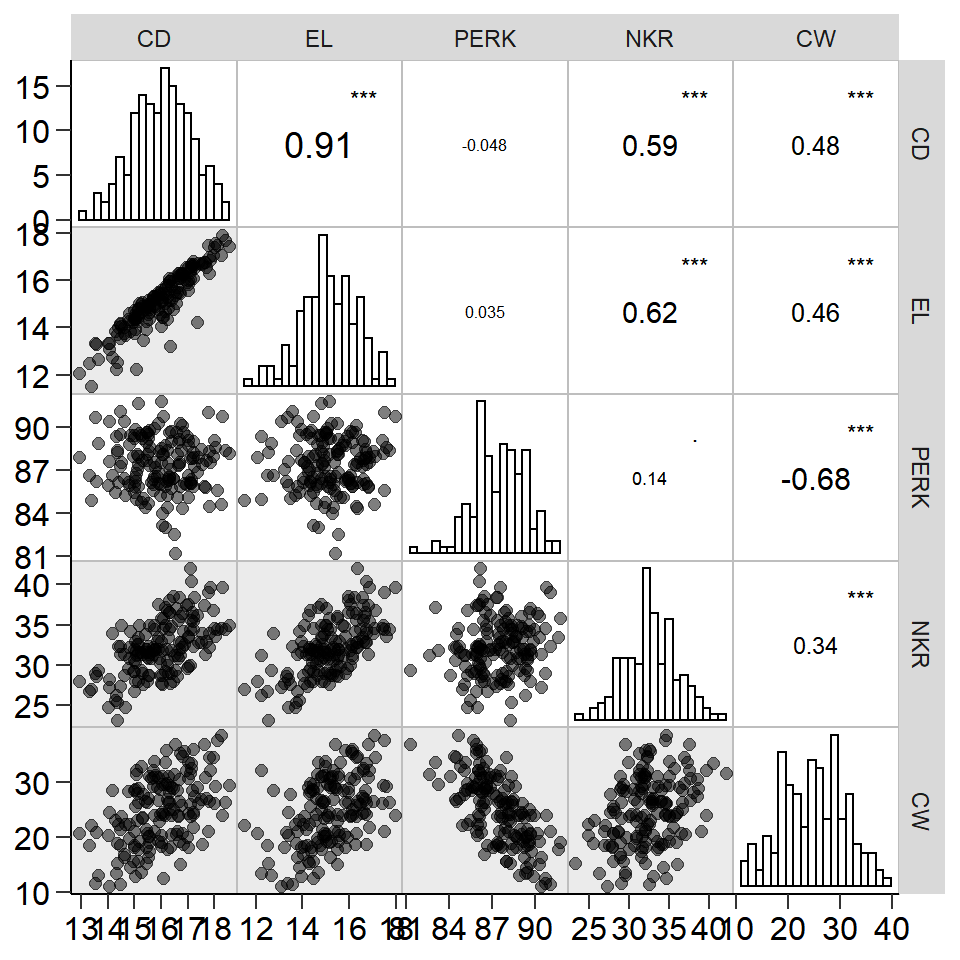 CD EL PERK NKR CW
15
10
5
0
*** *** ***
0.91 -0.048 0.59 0.48
CD
18
16
14
12
*** ***
0.035 0.62 0.46
EL
90
87
84
81
. ***
0.14 -0.68
PERK
40
35
30
25
***
0.34
NKR
30
20
10
CW
13 14 15 16 17 18 12 14 16 18 81 84 87 90 25 30 35 40 10 20 30 40